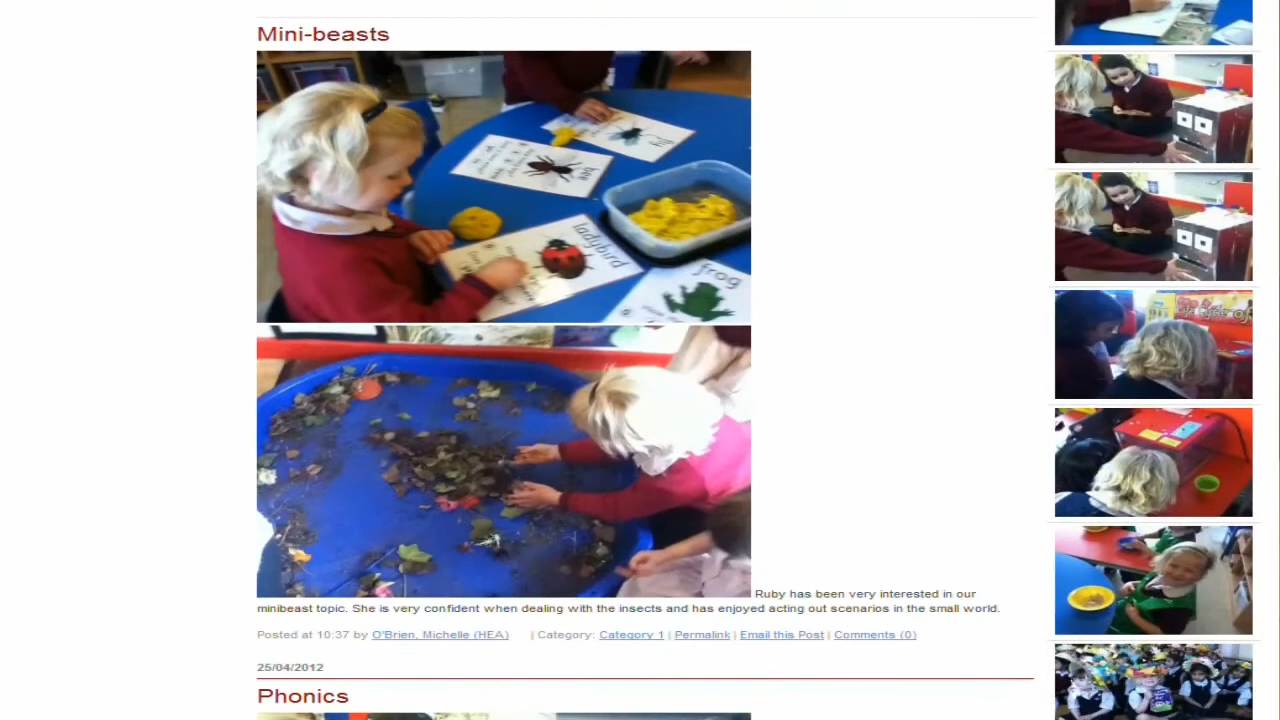 Mini-beasts
fly
bee
ladybird
frog
Ruby has been very interested in our
minibeast topic. She is very confident when dealing with the insects and has enjoyed acting out scenarios in the small world.
Posted at 10:37 by O'Brien, Michelle (HEA) | Category: Category 1 | Permalink | Email this Post | Comments (0)
25/04/2012
Phonics